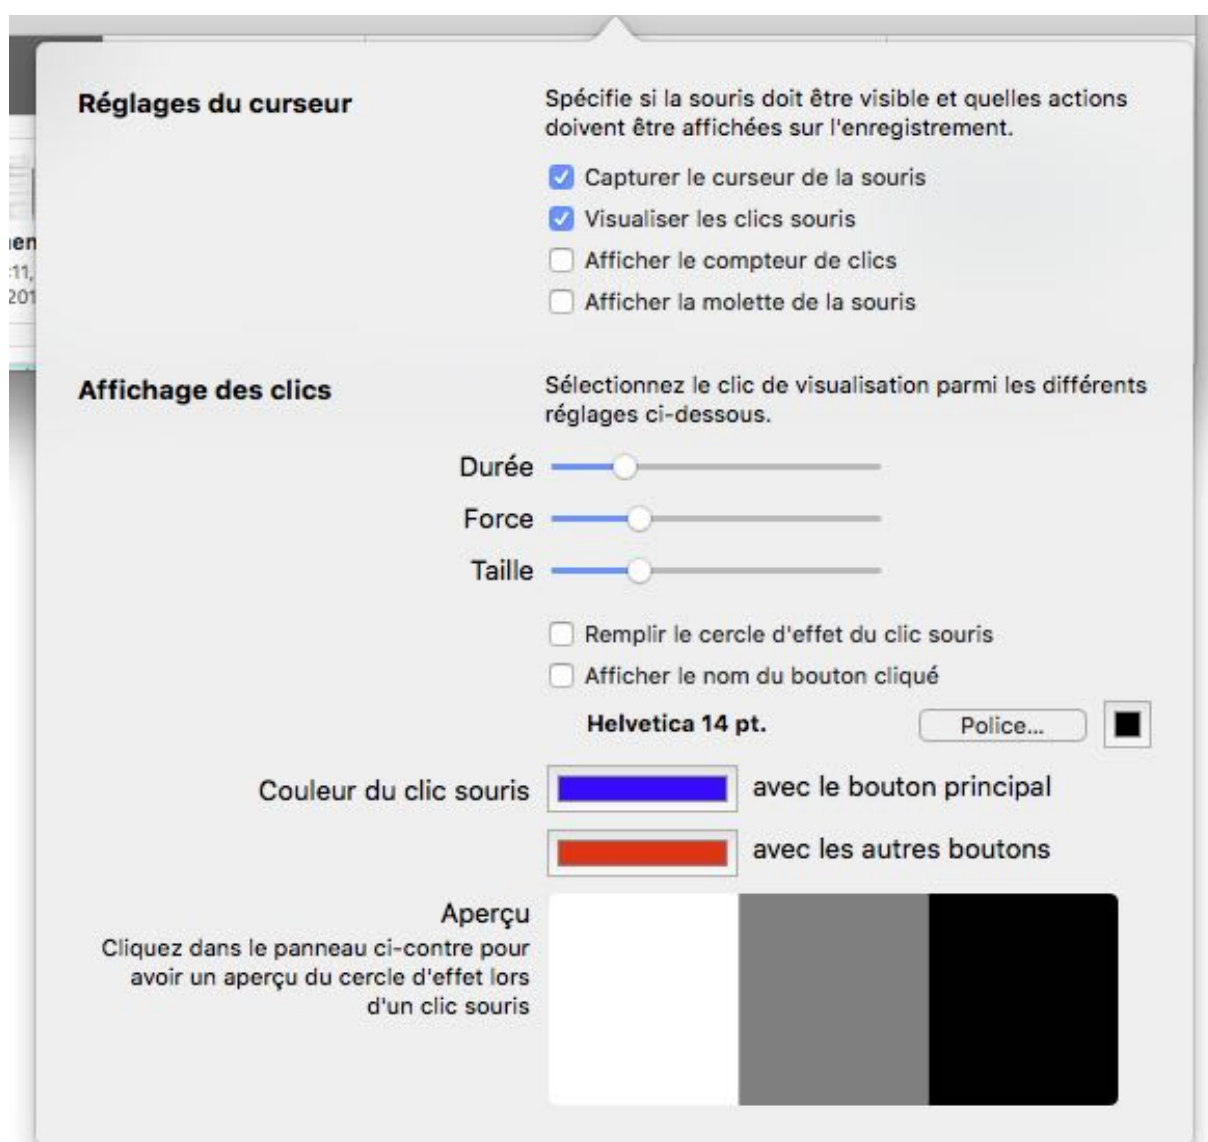 Réglages du curseur
Spécifie si la souris doit être visible et quelles actions
doivent être affichées sur l'enregistrement.
Capturer le curseur de la souris
Visualiser les clics souris
Afficher le compteur de clics
Afficher la molette de la souris
Affichage des clics
Sélectionnez le clic de visualisation parmi les différents
réglages ci-dessous.
Durée
Force
Taille
Remplir le cercle d'effet du clic souris
Afficher le nom du bouton cliqué
Helvetica 14 pt.
Police...
Couleur du clic souris
avec le bouton principal
avec les autres boutons
Aperçu
Cliquez dans le panneau ci-contre pour
avoir un aperçu du cercle d'effet lors
d'un clic souris